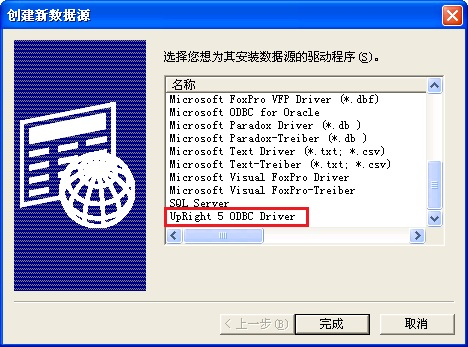 创建新数据源
选择您想为其安装数据源的驱动程序(S)。
名称
Microsoft FoxPro VFP Driver (*.dbf)
Microsoft ODBC for Oracle
Microsoft Paradox Driver (*.db )
Microsoft Paradox-Treiber (*.db )
Microsoft Text Driver (*.txt; *.csv)
Microsoft Text-Treiber (*.txt; *.csv)
Microsoft Visual FoxPro Driver
Microsoft Visual FoxPro-Treiber
SQL Server
UpRight 5 ODBC Driver
< 上一步(B)
完成
取消